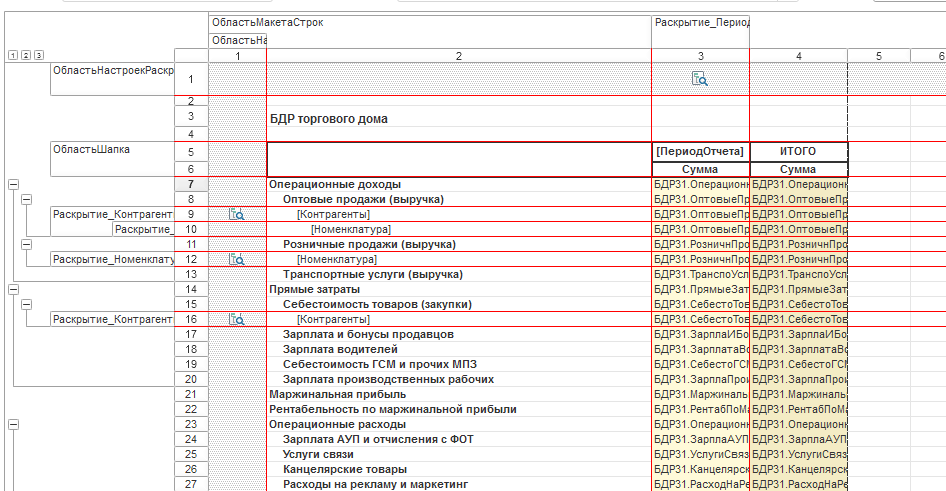 ОбластьМакетаСтрок Раскрытие_Перио
ОбластьНа
1 2 3 1 2 3 4 5 6
ОбластьНастроекРаскр 1
2
3 БДР торгового дома
4
ОбластьШапка 5 [ПериодОтчета] ИТОГО
6 Сумма Сумма
7 Операционные доходы БДР31.Операцион БДР31.Операцион
8 Оптовые продажи (выручка) БДР31.ОптовыеПр БДР31.ОптовыеПр
Раскрытие_Контрагент 9 [Контрагенты] БДР31.ОптовыеПр БДР31.ОптовыеПр
Раскрытие_ 10 [Номенклатура] БДР31.ОптовыеПр БДР31.ОптовыеПр
11 Розничные продажи (выручка) БДР31.РозничнПро БДР31.РозничнПро
Раскрытие_Номенклату 12 [Номенклатура] БДР31.РозничнПро БДР31.РозничнПро
13 Транспортные услуги (выручка) БДР31.ТранспоУсл БДР31.ТранспоУсл
14 Прямые затраты БДР31.ПрямыеЗат БДР31.ПрямыеЗат
15 Себестоимость товаров (закупки) БДР31.СебестоТов БДР31.СебестоТов
Раскрытие_Контрагент 16 [Контрагенты] БДР31.СебестоТов БДР31.СебестоТов
17 Зарплата и бонусы продавцов БДР31.ЗарплаИБо БДР31.ЗарплаИБо
18 Зарплата водителей БДР31.ЗарплатаВо БДР31.ЗарплатаВо
19 Себестоимость ГСМ и прочих МПЗ БДР31.СебестоГСМ БДР31.СебестоГСМ
20 Зарплата производственных рабочих БДР31.ЗарплаПрои БДР31.ЗарплаПрои
21 Маржинальная прибыль БДР31.Маржиналь БДР31.Маржиналь
22 Рентабельность по маржинальной прибыли БДР31.РентабПоМа БДР31.РентабПоМа
23 Операционные расходы БДР31.Операцион БДР31.Операцион
24 Зарплата АУП и отчисления с ФОТ БДР31.ЗарплаАУП БДР31.ЗарплаАУП
25 Услуги связи БДР31.УслугиСвяз БДР31.УслугиСвяз
26 Канцелярские товары БДР31.Канцелярск БДР31.Канцелярск
27 Расходы на рекламу и маркетинг БДР31.РасходНаРе БДР31.РасходНаРе